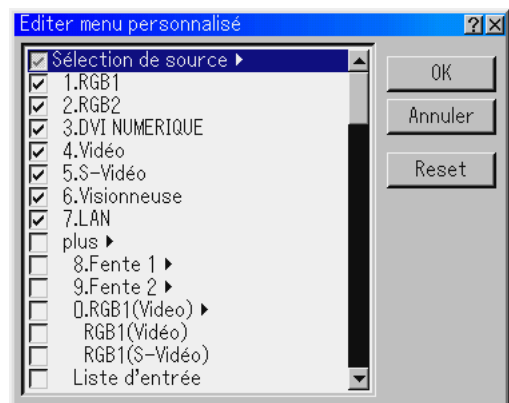 Editer menu personnalisé
Sélection de source
1.RGB1
2.RGB2
3.DVI NUMERIQUE
4.Vidéo
5.S-Vidéo
6.Visionneuse
7.LAN
plus
8.Fente 1
9.Fente 2
0.RGB1(Video)
RGB1(Vidéo)
RGB1(S-Vidéo)
Liste d'entrée
OK
Annuler
Reset